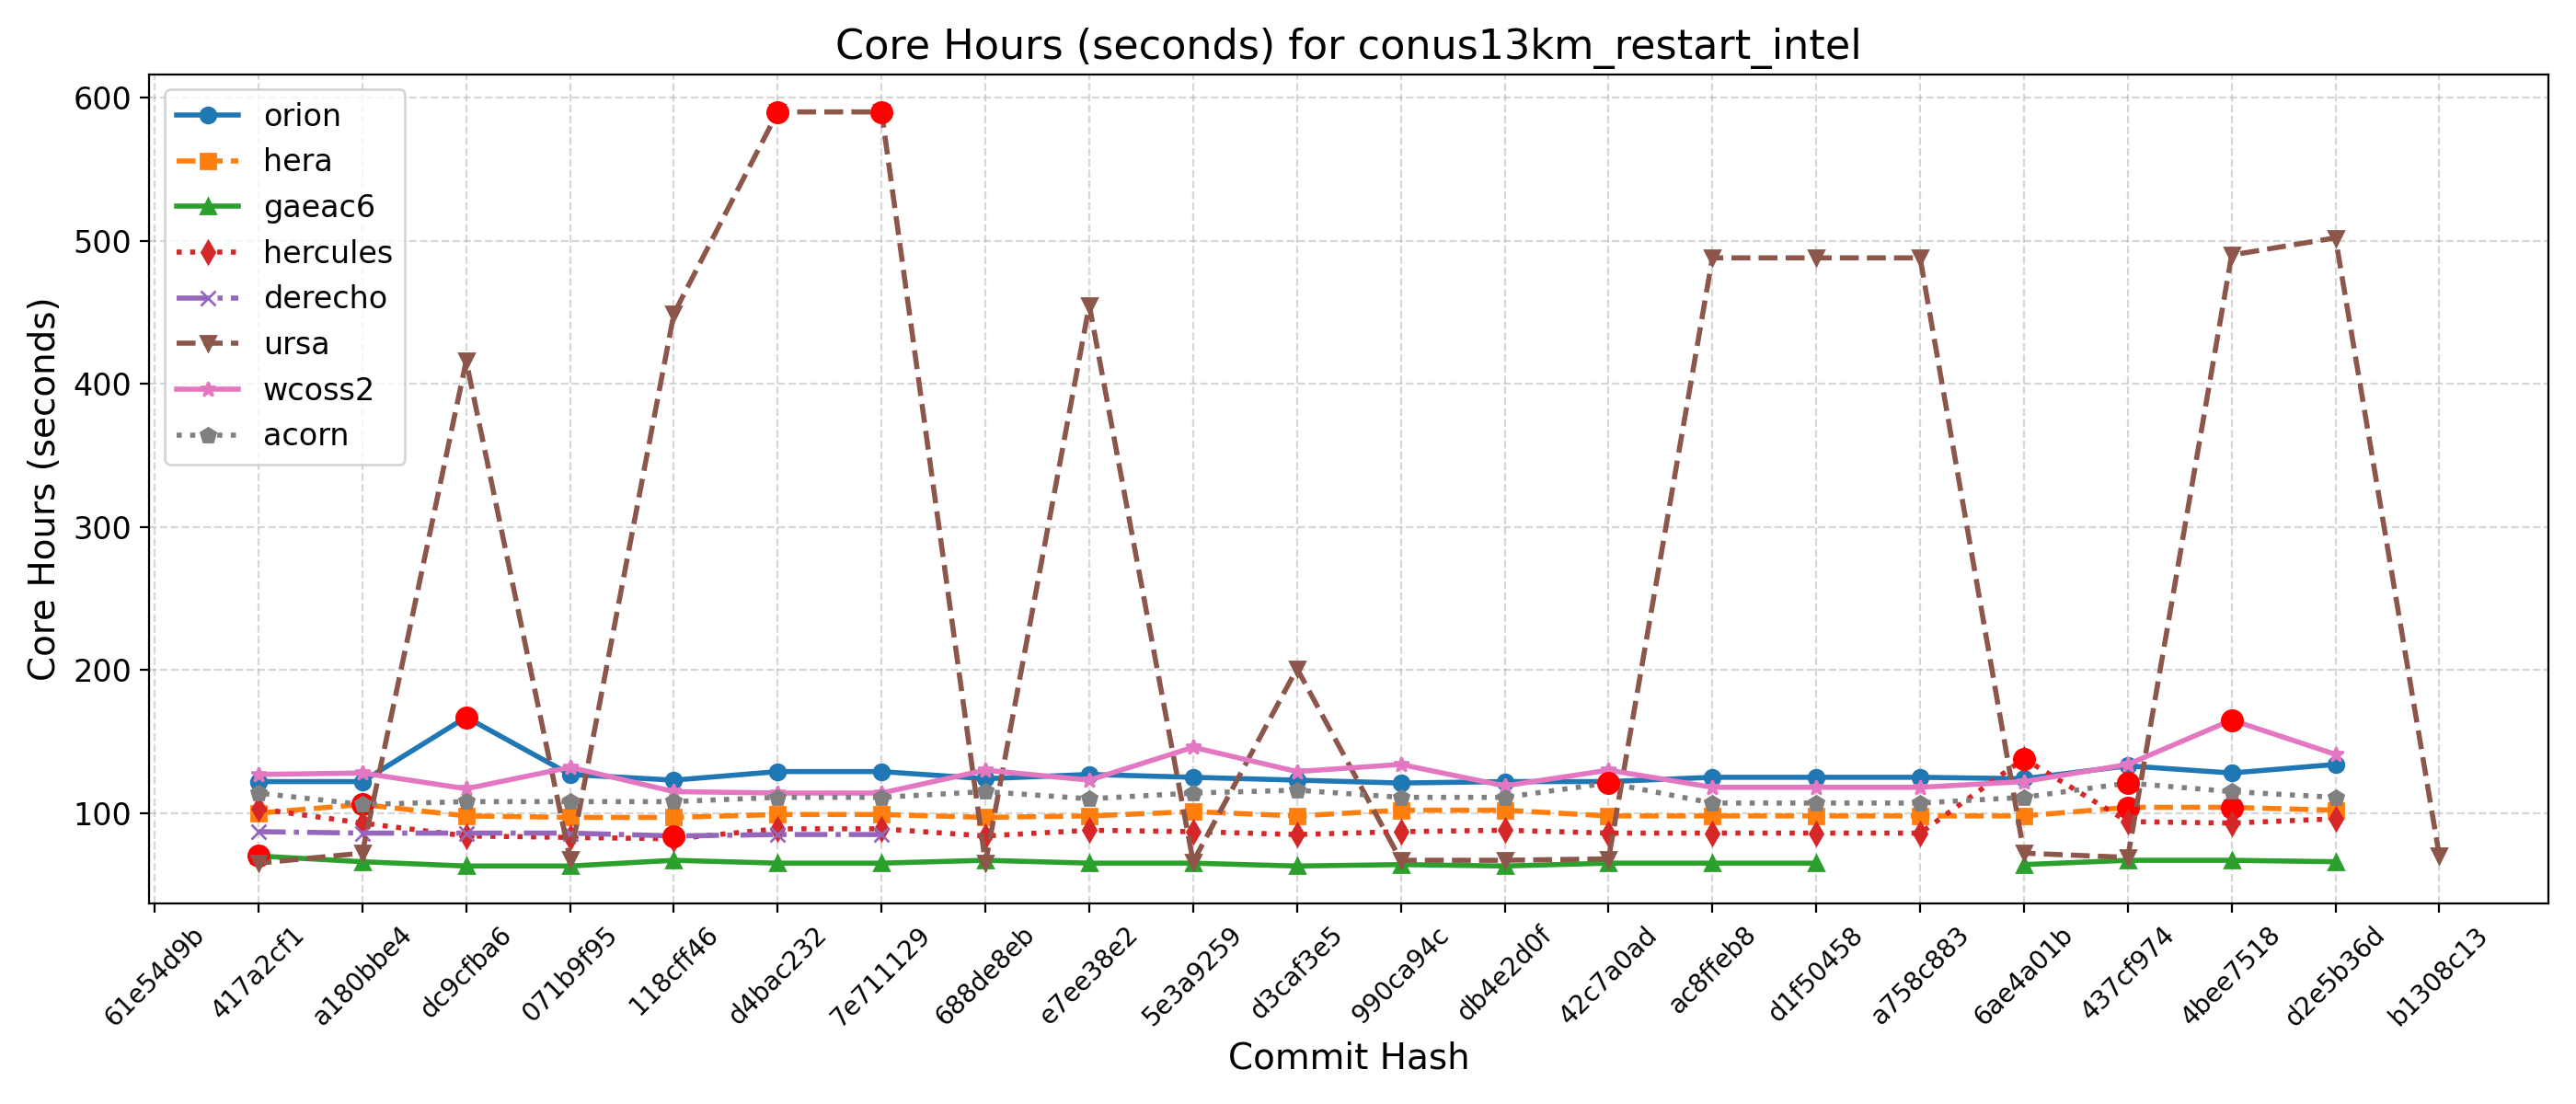 Core Hours (seconds) for conus13km_restart_intel
Core Hours (seconds)
600
500
400
300
200
100
orion
hera
gaeac6
hercules
derecho
ursa
wcoss2
acorn
61e54d9b
417a2cf1
a180bbe4
dc9cfba6
071b9f95
118cff46
d4bac232
7e711129
688de8eb
e7ee38e2
5e3a9259
d3caf3e5
990ca94c
db4e2d0f
42c7a0ad
ac8ffeb8
d1f50458
a758c883
6ae4a01b
437cf974
4bee7518
d2e5b36d
b1308c13
Commit Hash